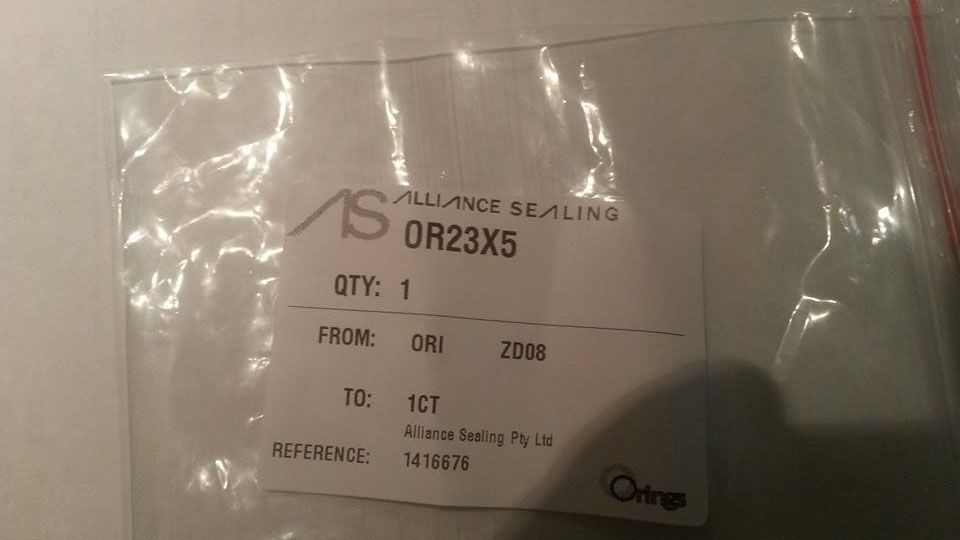 AS ALLIANCE SEALING
OR23X5
QTY: 1
FROM: ORI ZD08
TO: 1CT
Alliance Sealing Pty Ltd
REFERENCE: 1416676
Orings